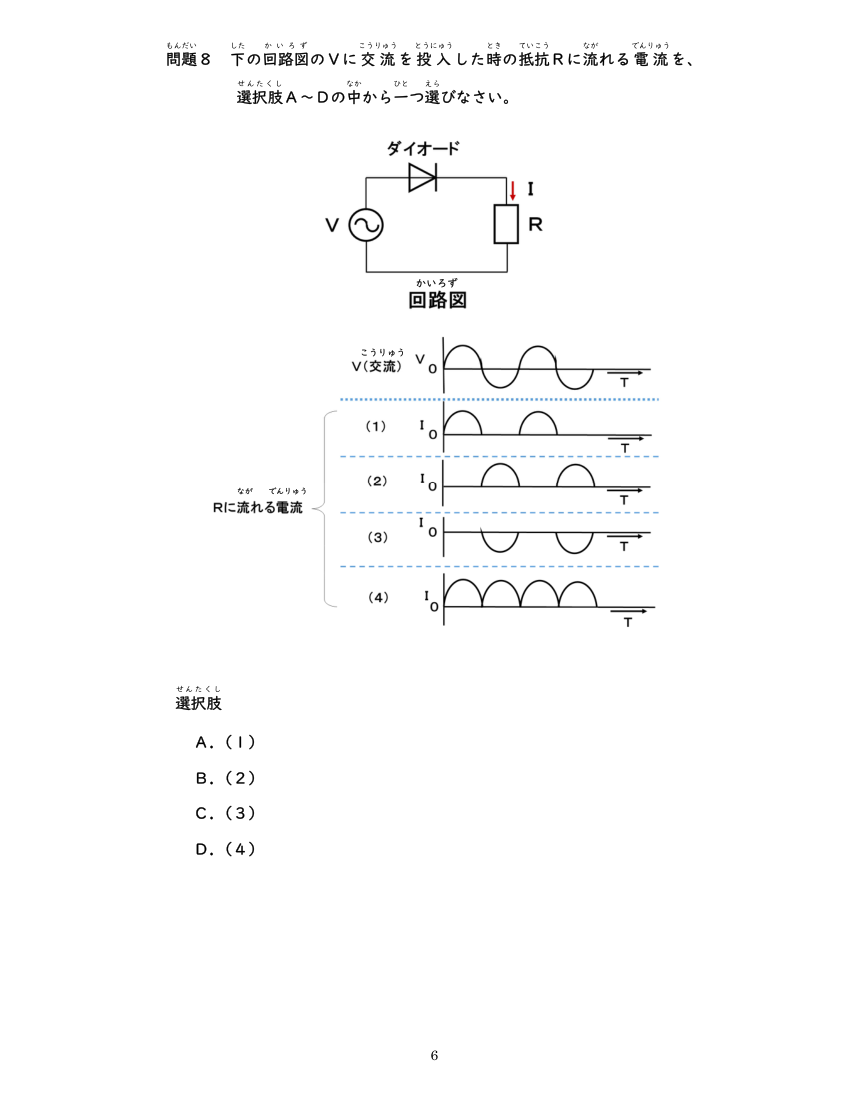 もんだい した かいろず こうりゅう とうにゅう とき ていこう なが でんりゅう
問題8 下の回路図のVに交流を投入した時の抵抗Rに流れる電流を、
せんたくし なか ひと えら
選択肢A～Dの中から一つ選びなさい。
ダイオード
I
V
R
かいろず
回路図
こうりゅう
V(交流) V O T
(1) I O T
(2) I O T
(3) I O T
なが でんりゅう
Rに流れる電流
(4) I O T
せんたくし
選択肢
A.(1)
B.(2)
C.(3)
D.(4)
6